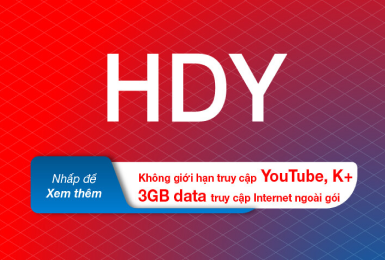 HDY
Nhấp để
Xem thêm
Không giới hạn truy cập YouTube, K+
3GB data truy cập Internet ngoài gói